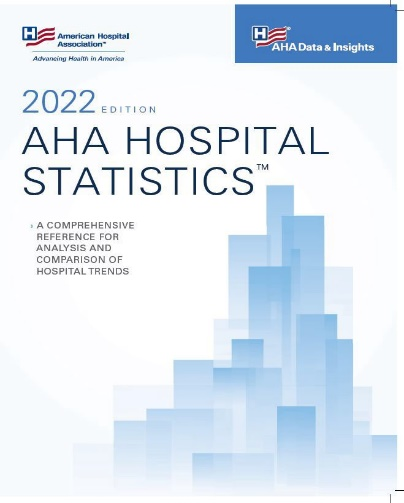 American Hospital
Association™
Advancing Health in America
AHA Data & Insights
2022 EDITION
AHA HOSPITAL
STATISTICS™
› A COMPREHENSIVE
REFERENCE FOR
ANALYSIS AND
COMPARISON OF
HOSPITAL TRENDS